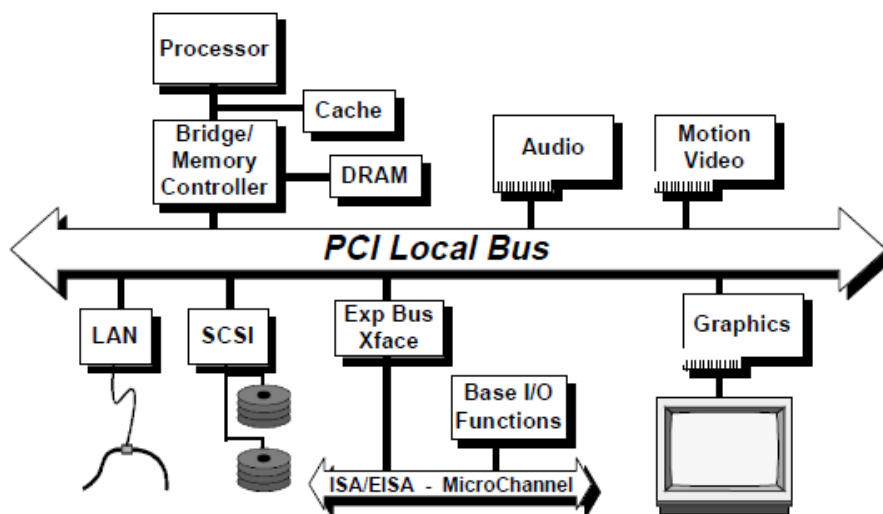 Processor
Cache
Bridge/
Memory
Controller
DRAM
Audio
Motion
Video
PCI Local Bus
LAN
SCSI
Exp Bus
Xface
Graphics
Base I/O
Functions
ISA/EISA - MicroChannel